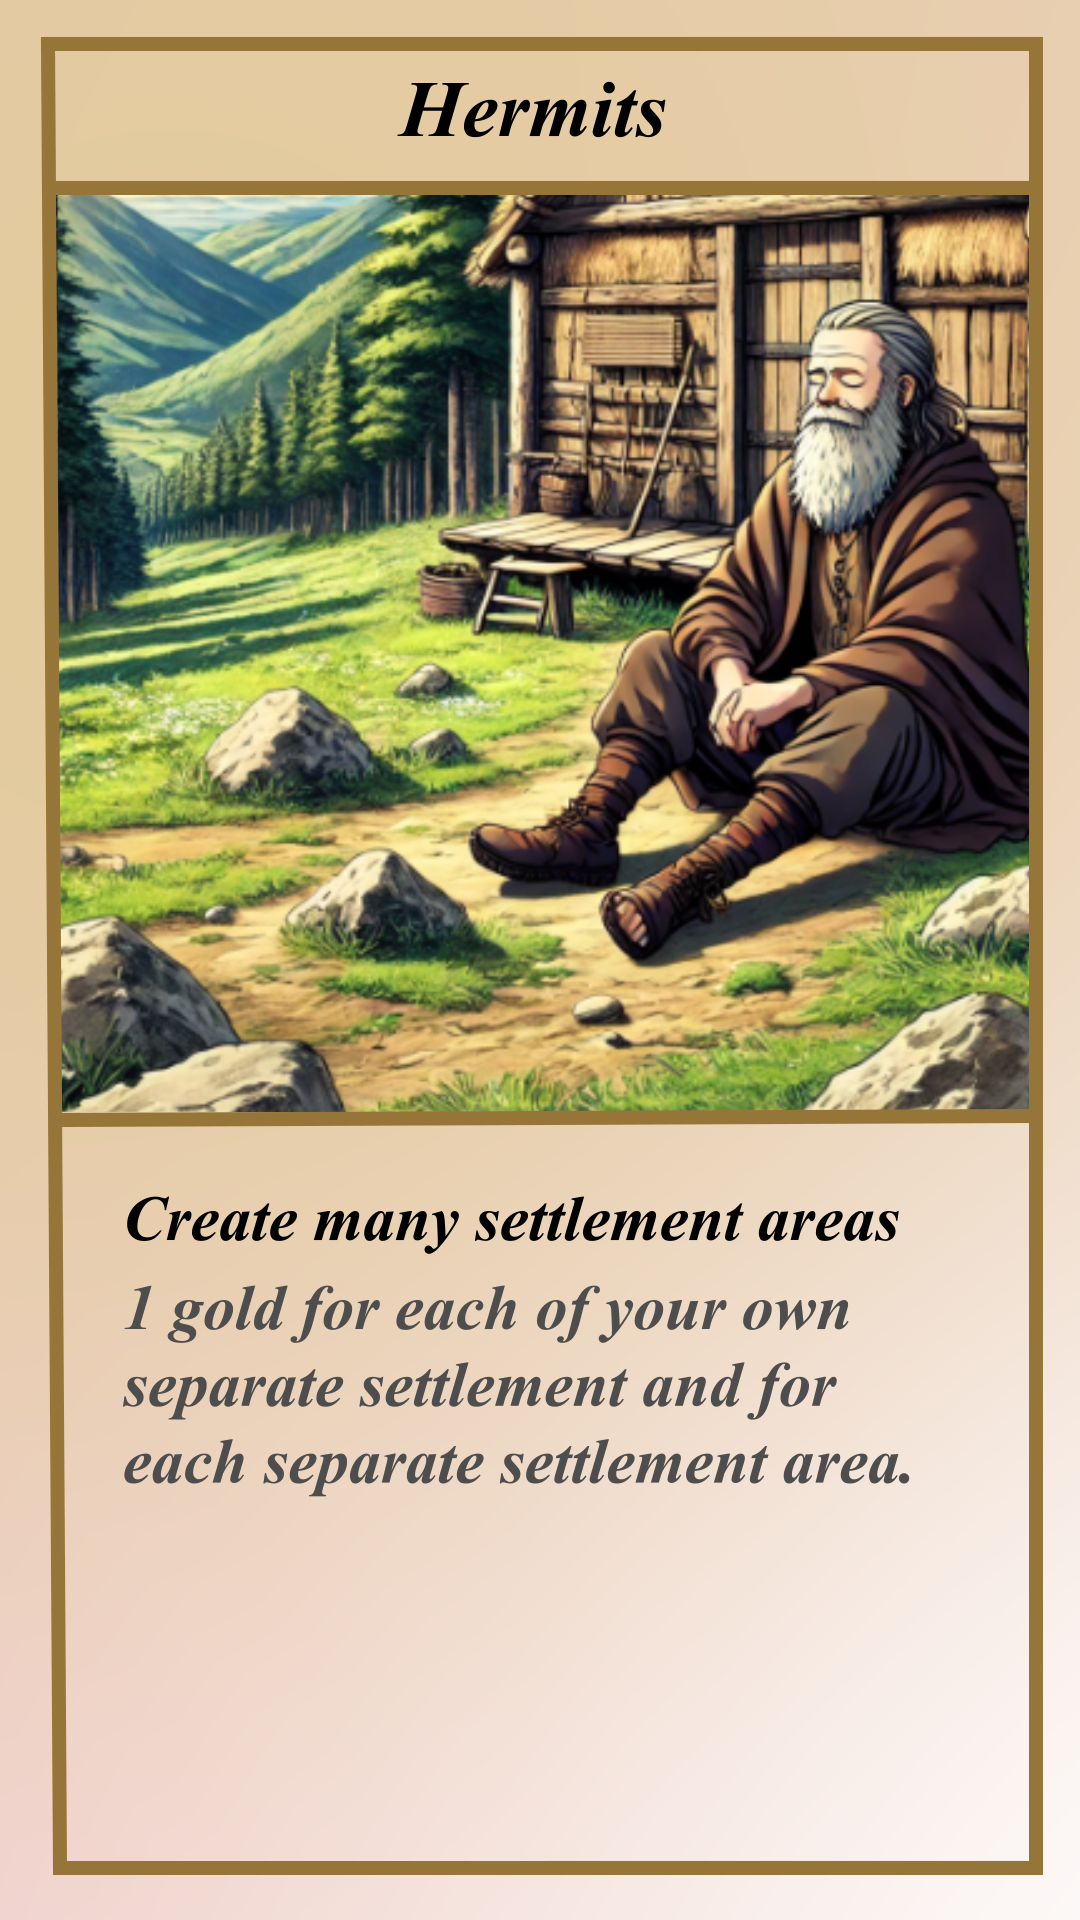 Hermits
Create many settlement areas
1 gold for each of your own
separate settlement and for
each separate settlement area.